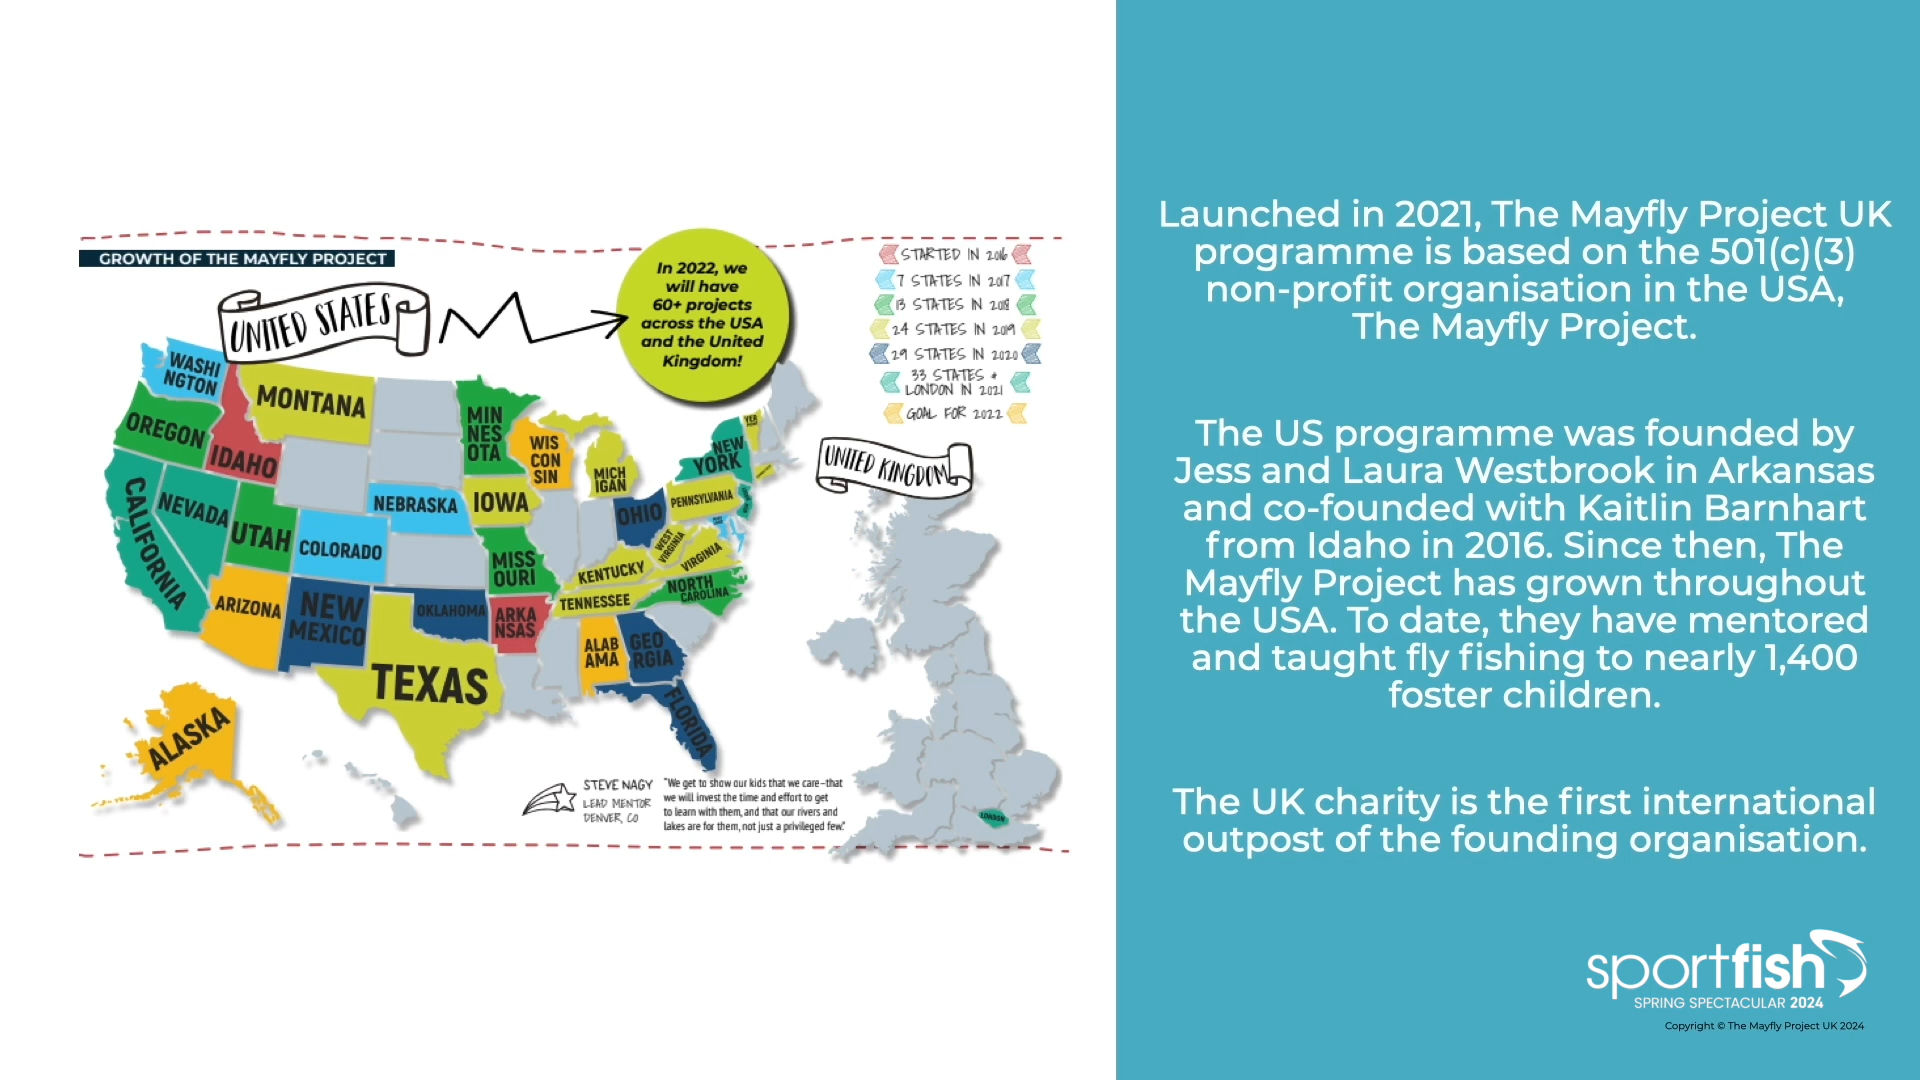 GROWTH OF THE MAYFLY PROJECT
UNITED STATES
In 2022, we
will have
60+ projects
across the USA
and the United
Kingdom!
STARTED IN 2016
7 STATES IN 2017
13 STATES IN 2018
24 STATES IN 2019
29 STATES IN 2020
33 STATES +
LONDON IN 2021
GOAL FOR 2022
UNITED KINGDOM
WASHI
NGTON
OREGON
IDAHO
MONTANA
MIN
NES
OTA
WIS
CON
SIN
MICH
IGAN
NEW
YORK
CALIFORNIA
NEVADA
UTAH
COLORADO
NEBRASKA
IOWA
OHIO
PENNSYLVANIA
WEST
VIRGINIA
VIRGINIA
MISS
OURI
KENTUCKY
TENNESSEE
NORTH
CAROLINA
ARIZONA
NEW
MEXICO
OKLAHOMA
ARKA
NSAS
TEXAS
ALAB
AMA
GEO
RGIA
FLORIDA
ALASKA
LONDON
STEVE NAGY
LEAD MENTOR
DENVER, CO
"We get to show our kids that we care–that
we will invest the time and effort to get
to learn with them, and that our rivers and
lakes are for them, not just a privileged few."
Launched in 2021, The Mayfly Project UK
programme is based on the 501(c)(3)
non-profit organisation in the USA,
The Mayfly Project.
The US programme was founded by
Jess and Laura Westbrook in Arkansas
and co-founded with Kaitlin Barnhart
from Idaho in 2016. Since then, The
Mayfly Project has grown throughout
the USA. To date, they have mentored
and taught fly fishing to nearly 1,400
foster children.
The UK charity is the first international
outpost of the founding organisation.
sportfish
SPRING SPECTACULAR 2024
Copyright © The Mayfly Project UK 2024